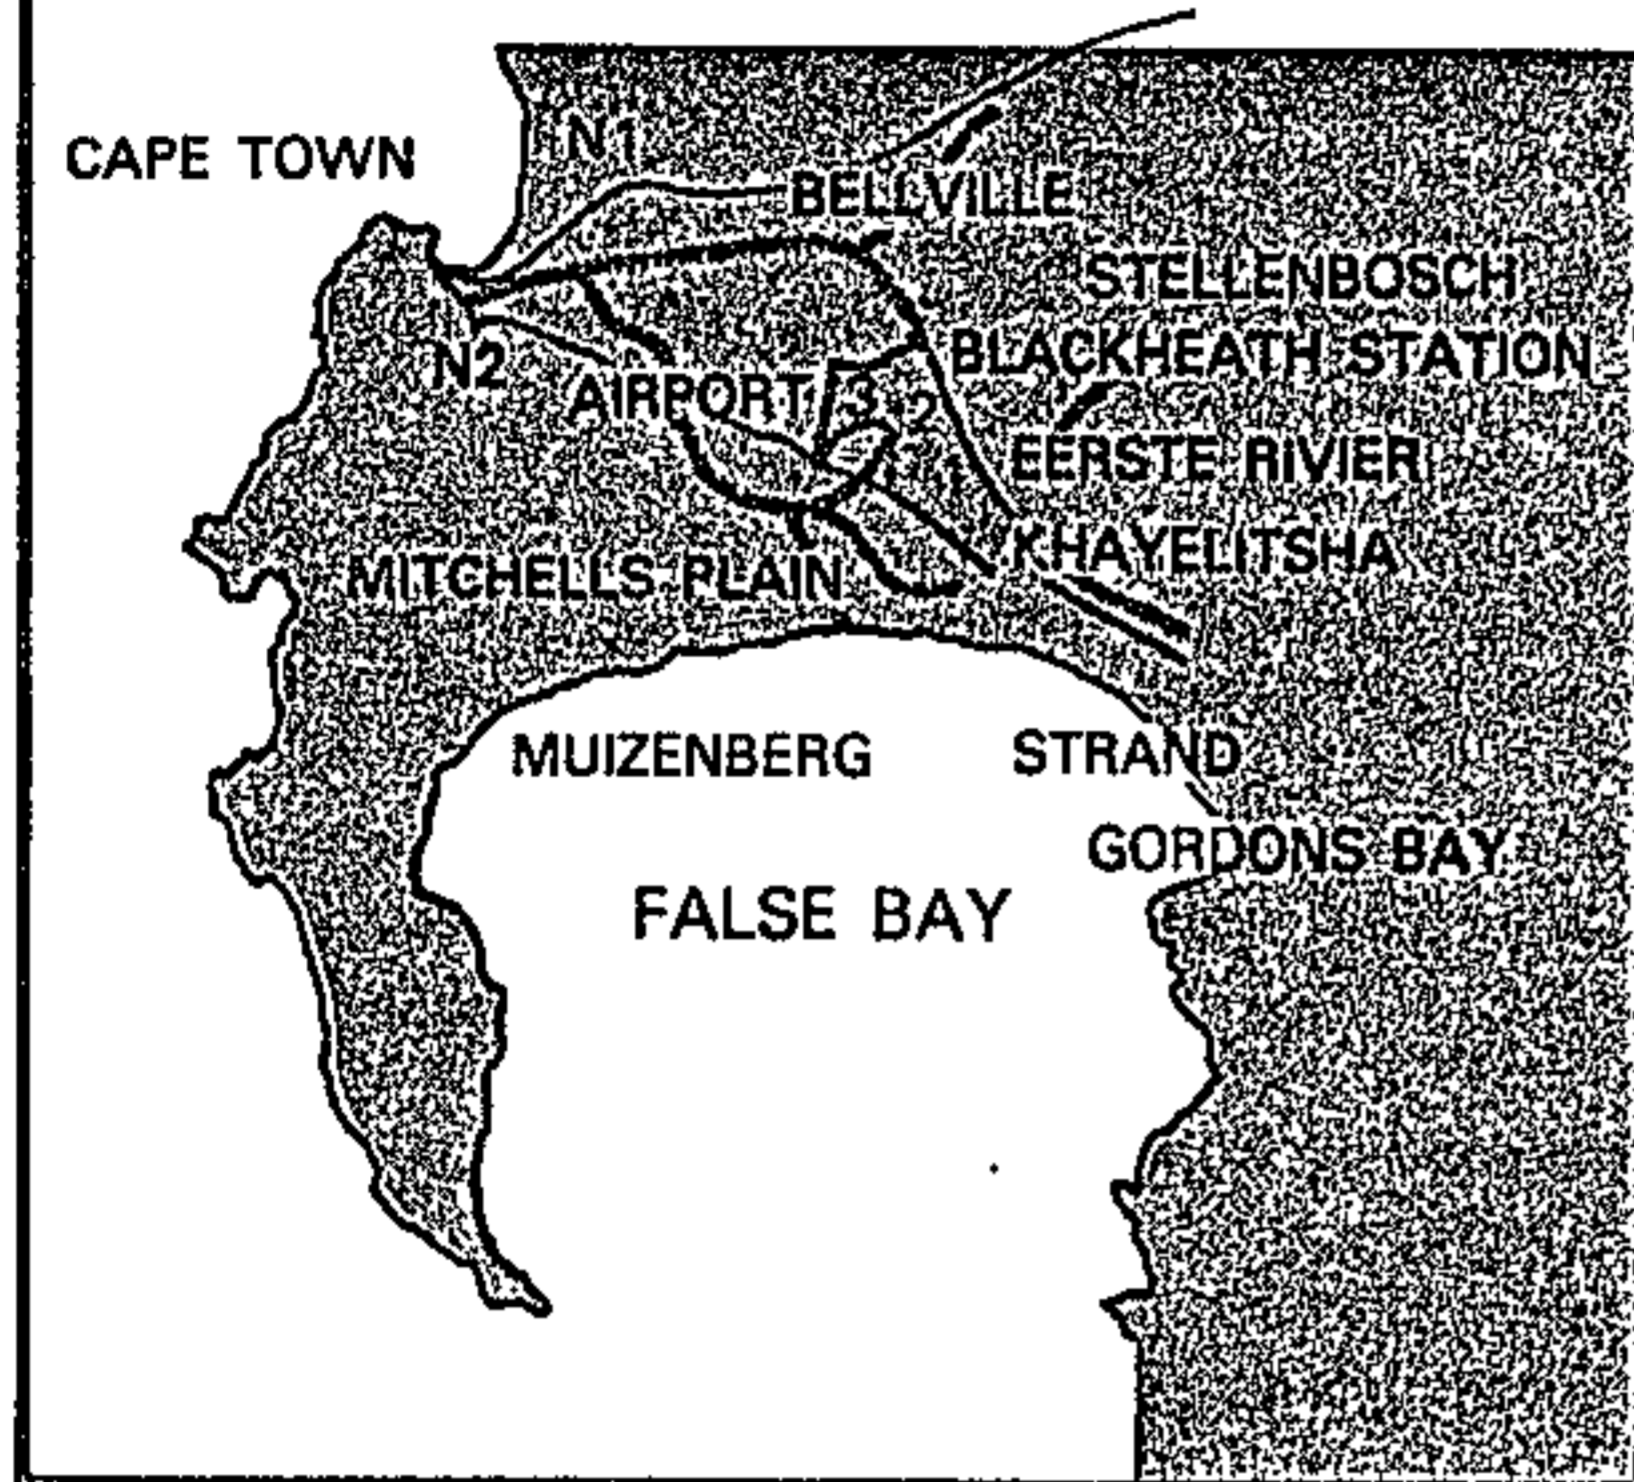 N1
CAPE TOWN
BELLVILLE
STELLENBOSCH
BLACKHEATH STATION
N2
AIRPORT 3 2
EERSTE RIVIER
1
KHAYELITSHA
MITCHELLS PLAIN
MUIZENBERG STRAND
GORDONS BAY
FALSE BAY